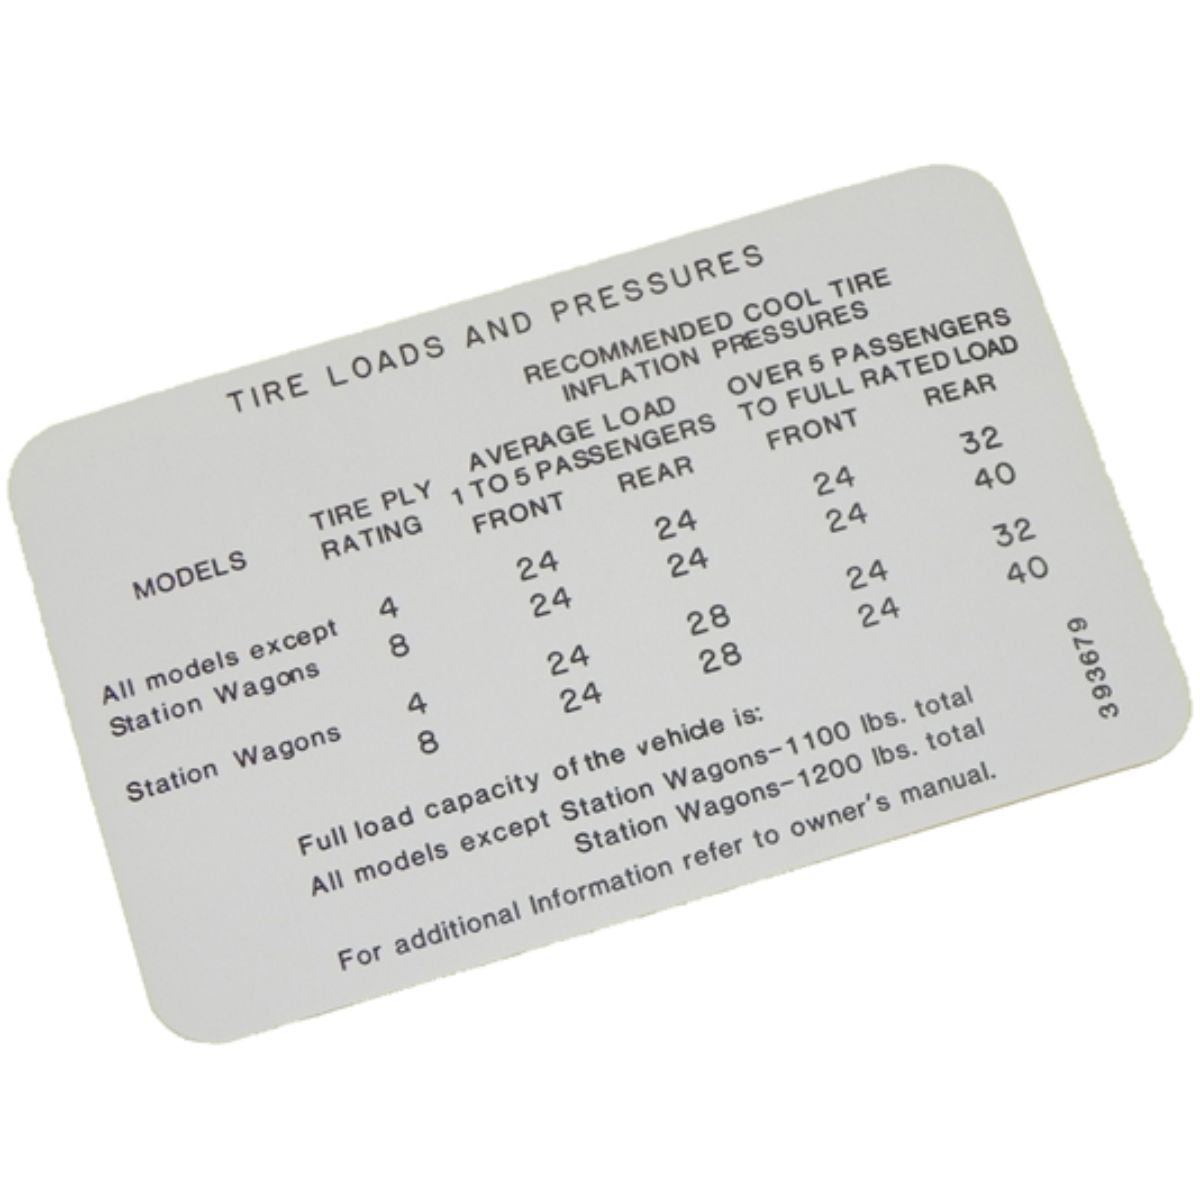 TIRE LOADS AND PRESSURES
RECOMMENDED COOL TIRE
INFLATION PRESSURES
AVERAGE LOAD OVER 5 PASSENGERS
1 TO 5 PASSENGERS TO FULL RATED LOAD
MODELS TIRE PLY RATING FRONT REAR FRONT REAR
All models except 4 24 24 24 32
Station Wagons 8 24 24 24 40
Station Wagons 4 24 28 24 32
8 24 28 24 40
Full load capacity of the vehicle is:
All models except Station Wagons-1100 lbs. total
Station Wagons-1200 lbs. total
For additional Information refer to owner's manual.
393679